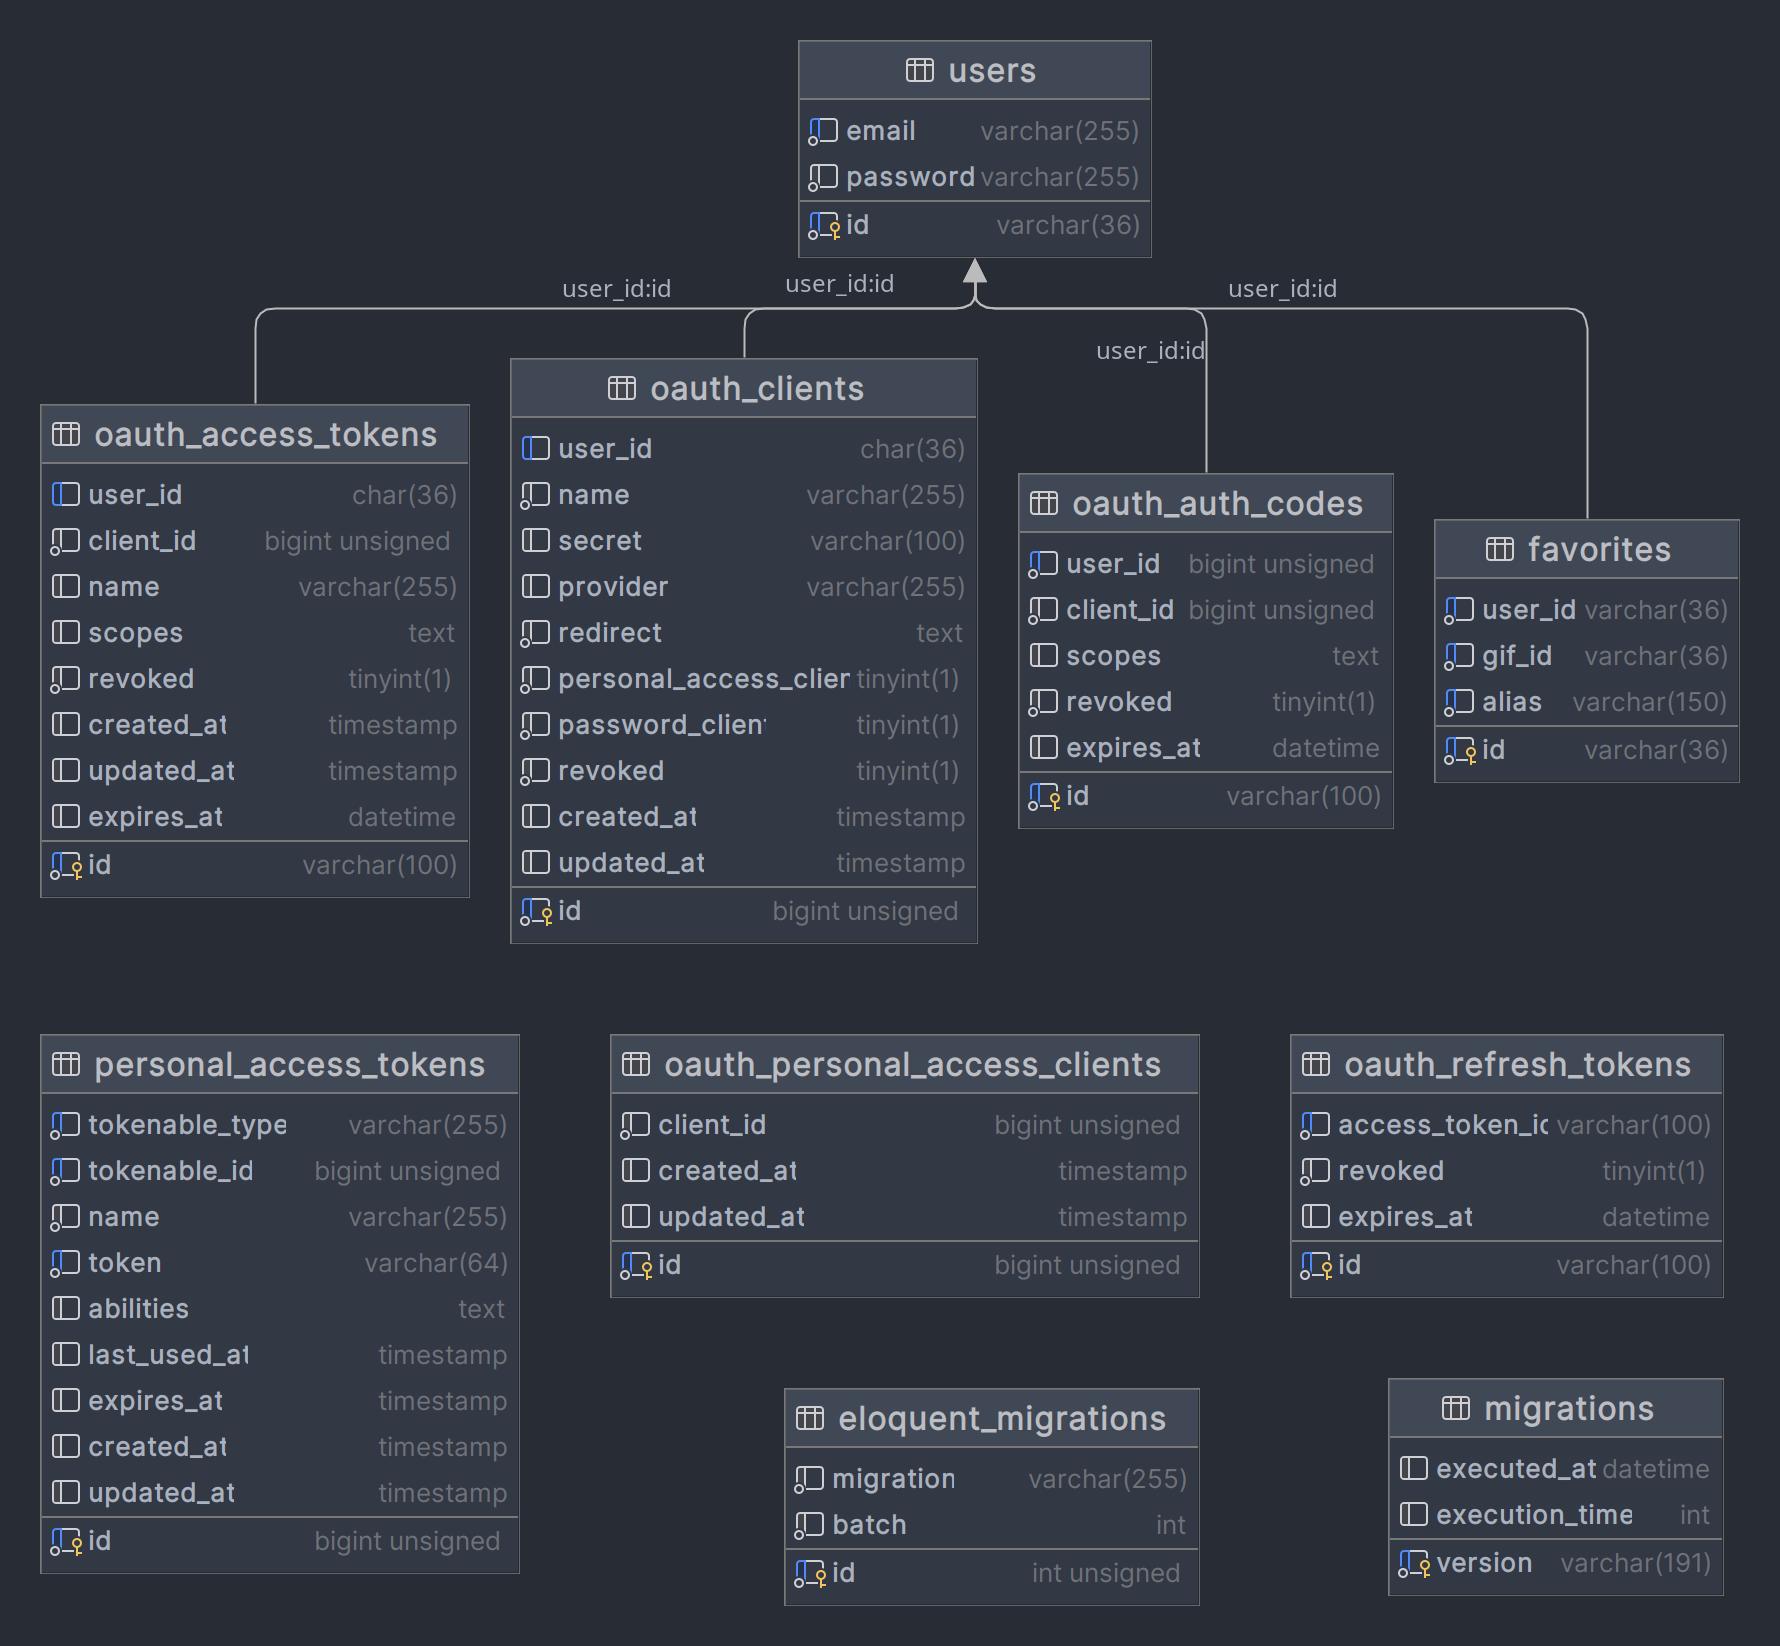 users
email varchar(255)
password varchar(255)
id varchar(36)
user_id:id
user_id:id
user_id:id
user_id:id
oauth_access_tokens
user_id char(36)
client_id bigint unsigned
name varchar(255)
scopes text
revoked tinyint(1)
created_at timestamp
updated_at timestamp
expires_at datetime
id varchar(100)
oauth_clients
user_id char(36)
name varchar(255)
secret varchar(100)
provider varchar(255)
redirect text
personal_access_clien tinyint(1)
password_client tinyint(1)
revoked tinyint(1)
created_at timestamp
updated_at timestamp
id bigint unsigned
oauth_auth_codes
user_id bigint unsigned
client_id bigint unsigned
scopes text
revoked tinyint(1)
expires_at datetime
id varchar(100)
favorites
user_id varchar(36)
gif_id varchar(36)
alias varchar(150)
id varchar(36)
personal_access_tokens
tokenable_type varchar(255)
tokenable_id bigint unsigned
name varchar(255)
token varchar(64)
abilities text
last_used_at timestamp
expires_at timestamp
created_at timestamp
updated_at timestamp
id bigint unsigned
oauth_personal_access_clients
client_id bigint unsigned
created_at timestamp
updated_at timestamp
id bigint unsigned
oauth_refresh_tokens
access_token_id varchar(100)
revoked tinyint(1)
expires_at datetime
id varchar(100)
eloquent_migrations
migration varchar(255)
batch int
id int unsigned
migrations
executed_at datetime
execution_time int
version varchar(191)